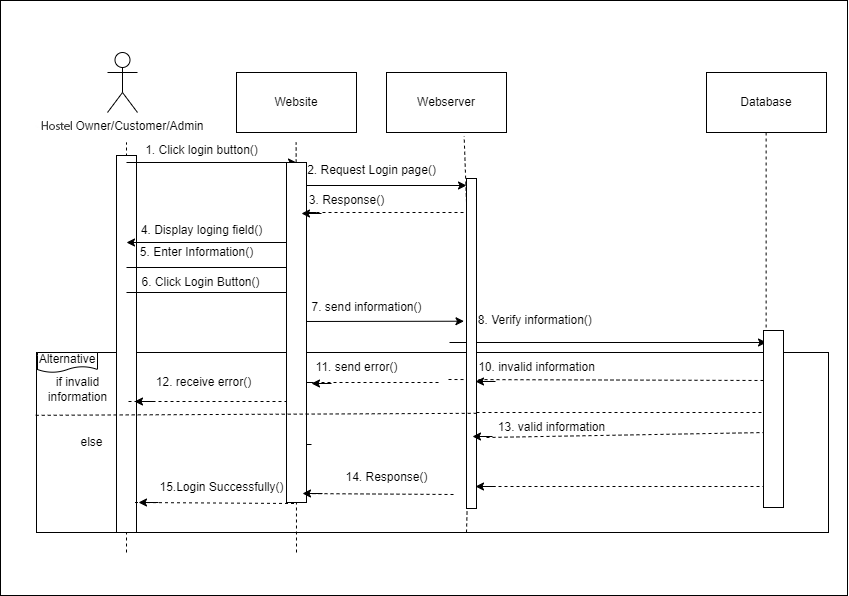 Website
Webserver
Database
Hostel Owner/Customer/Admin
1. Click login button()
2. Request Login page()
3. Response()
4. Display loging field()
5. Enter Information()
6. Click Login Button()
7. send information()
8. Verify information()
Alternative
if invalid
information
12. receive error()
11. send error()
10. invalid information
13. valid information
else
14. Response()
15.Login Successfully()